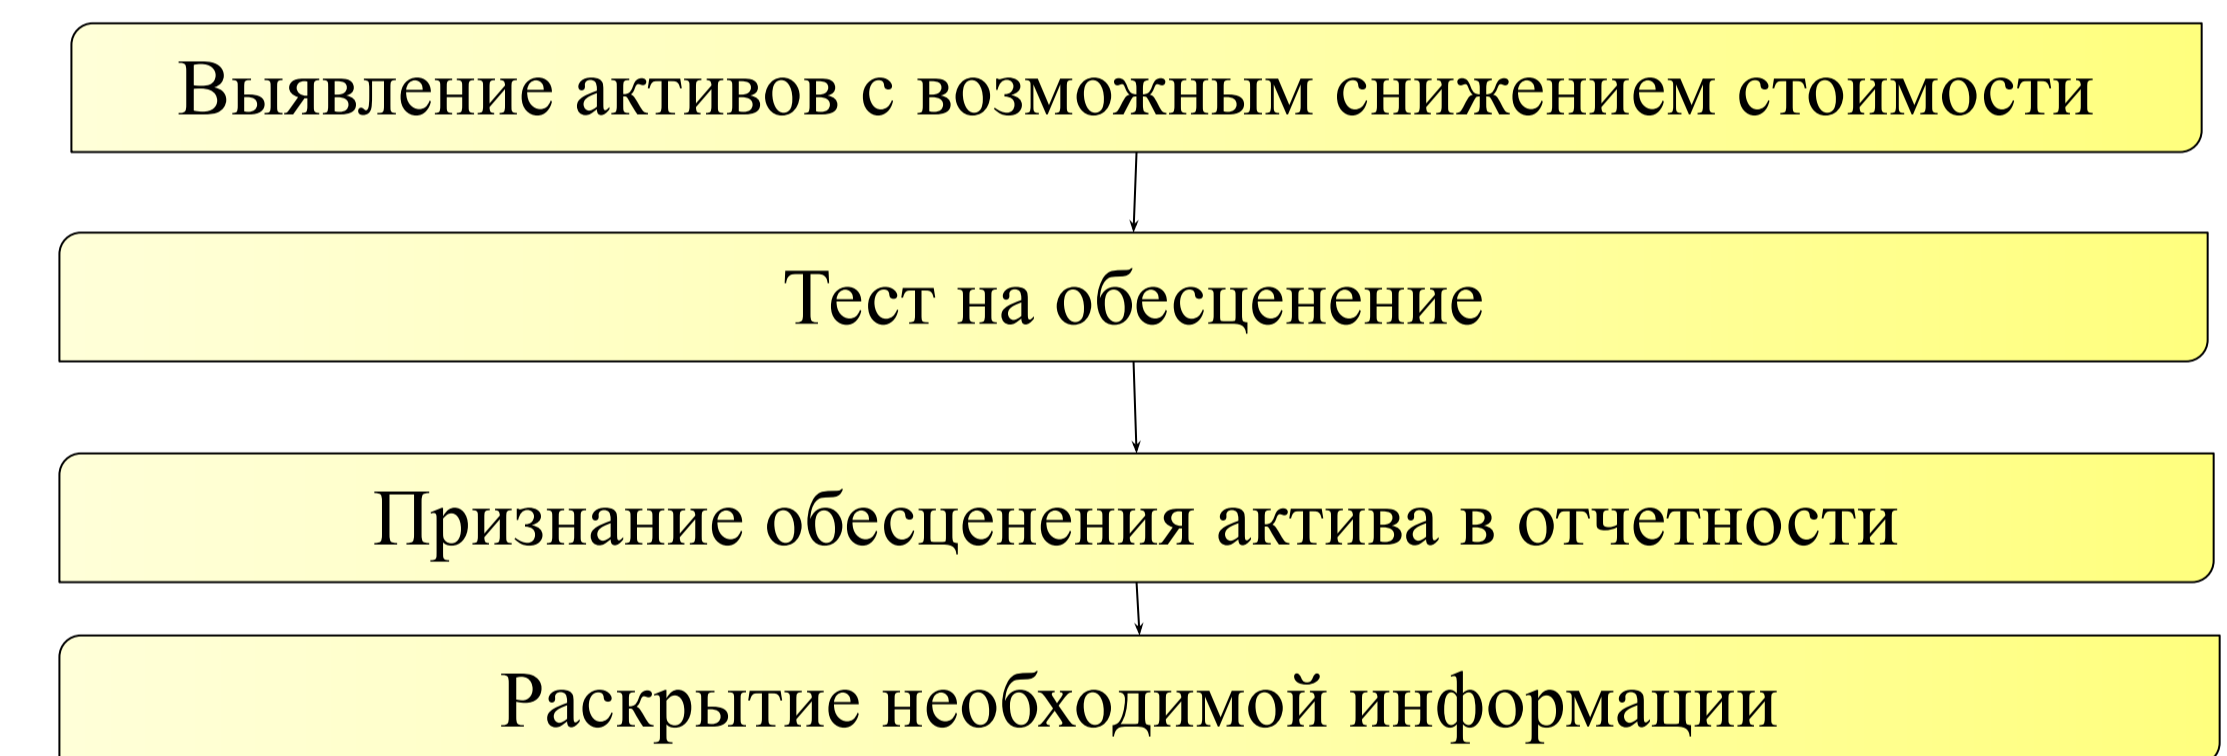 Выявление активов с возможным снижением стоимости
Тест на обесценение
Признание обесценения актива в отчетности
Раскрытие необходимой информации